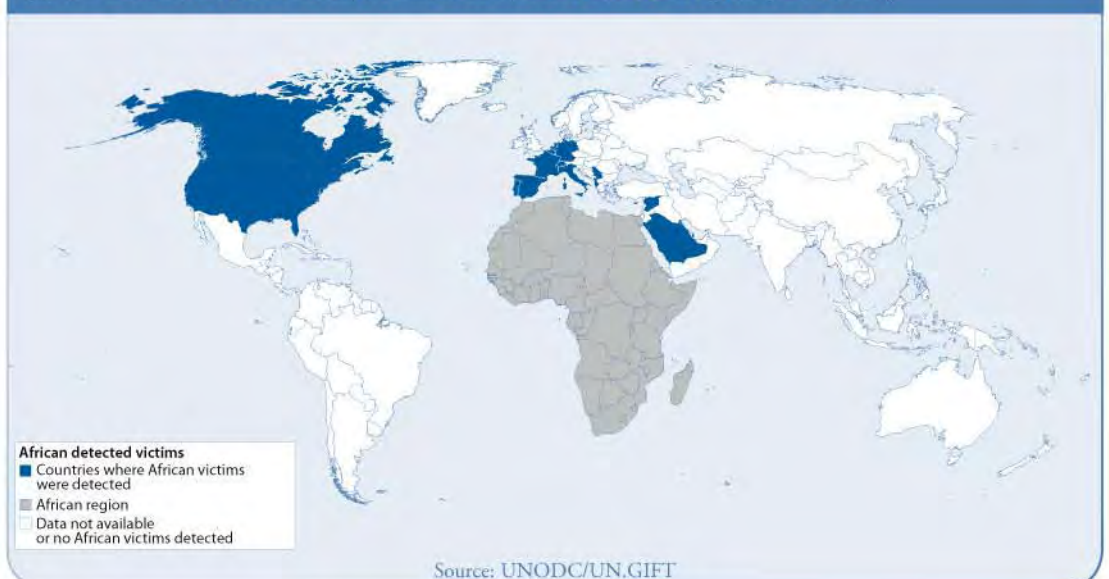 African detected victims
Countries where African victims
were detected
African region
Data not available
or no African victims detected
Source: UNODC/UN.GIFT